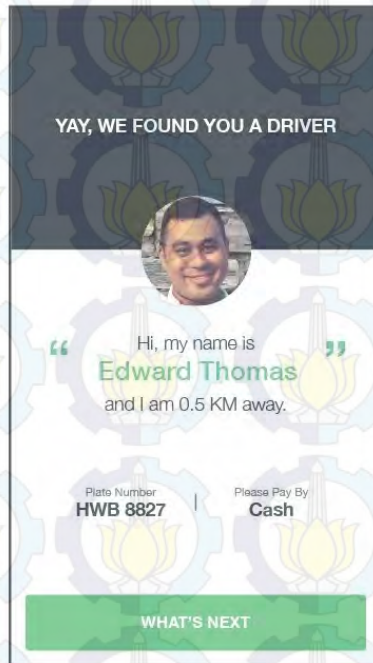 YAY, WE FOUND YOU A DRIVER
“ Hi, my name is ”
Edward Thomas
and I am 0.5 KM away.
Plate Number | Please Pay By
HWB 8827 Cash
WHAT'S NEXT